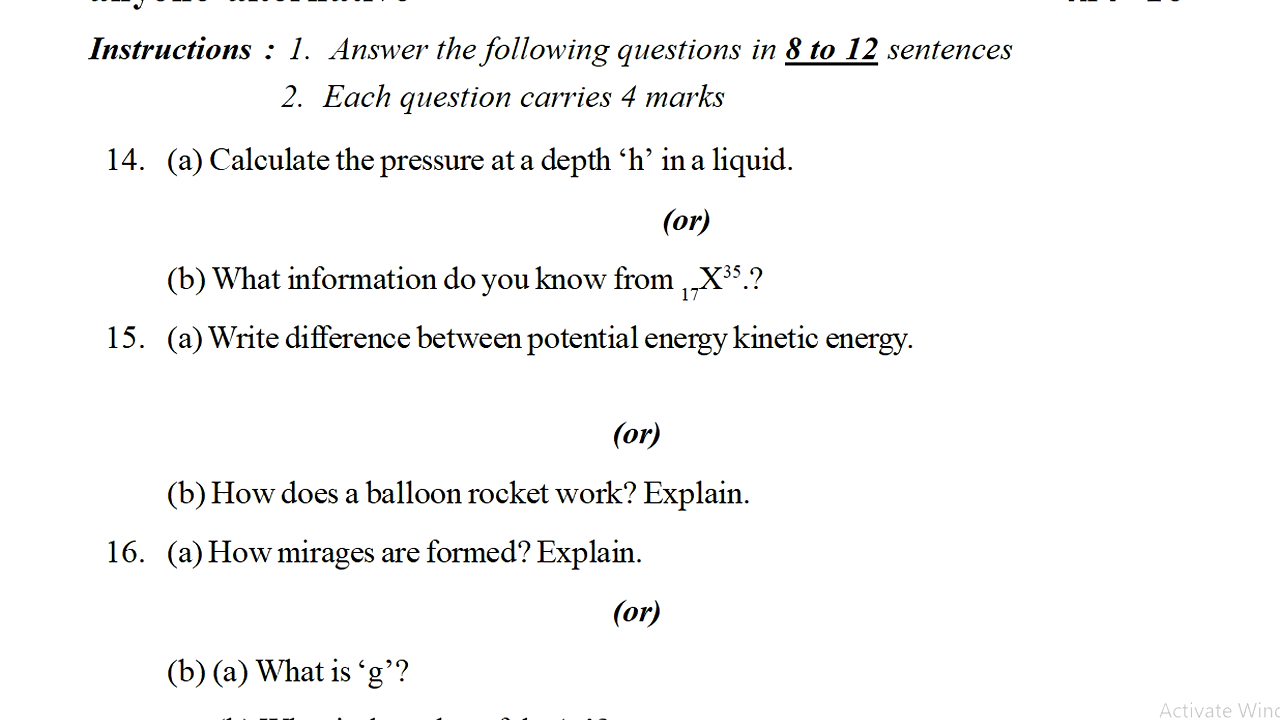 Instructions : 1. Answer the following questions in 8 to 12 sentences
2. Each question carries 4 marks
14. (a) Calculate the pressure at a depth ‘h’ in a liquid.
(or)
(b) What information do you know from ₁₇X³⁵.?
15. (a) Write difference between potential energy kinetic energy.
(or)
(b) How does a balloon rocket work? Explain.
16. (a) How mirages are formed? Explain.
(or)
(b) (a) What is ‘g’?
Activate Wind